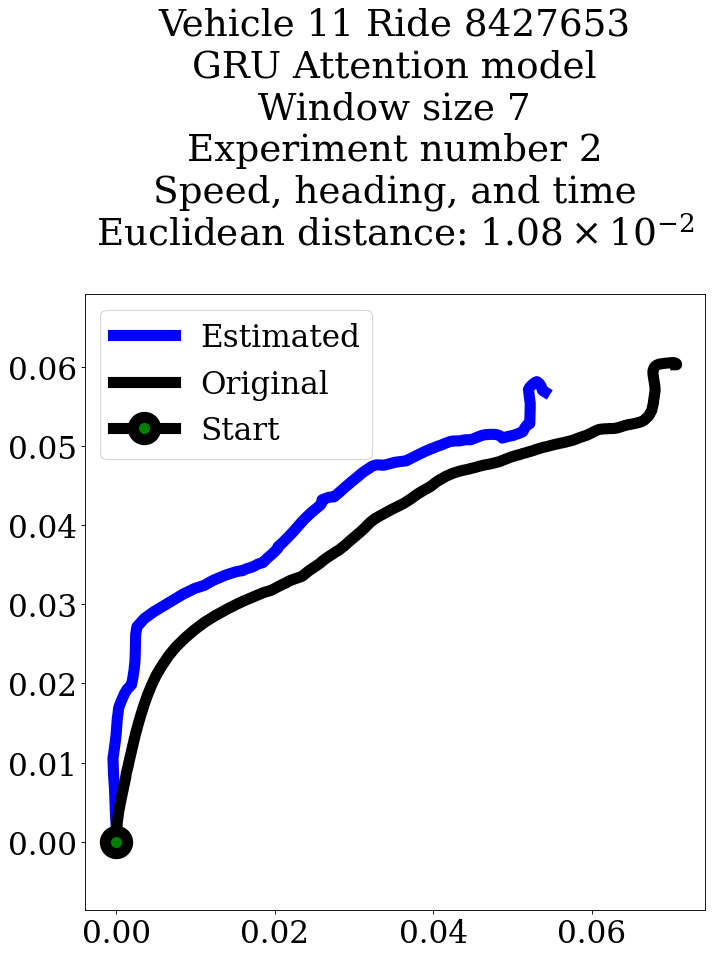 Vehicle 11 Ride 8427653
GRU Attention model
Window size 7
Experiment number 2
Speed, heading, and time
Euclidean distance: 1.08 × 10⁻²
Estimated
Original
Start
0.06
0.05
0.04
0.03
0.02
0.01
0.00
0.00 0.02 0.04 0.06